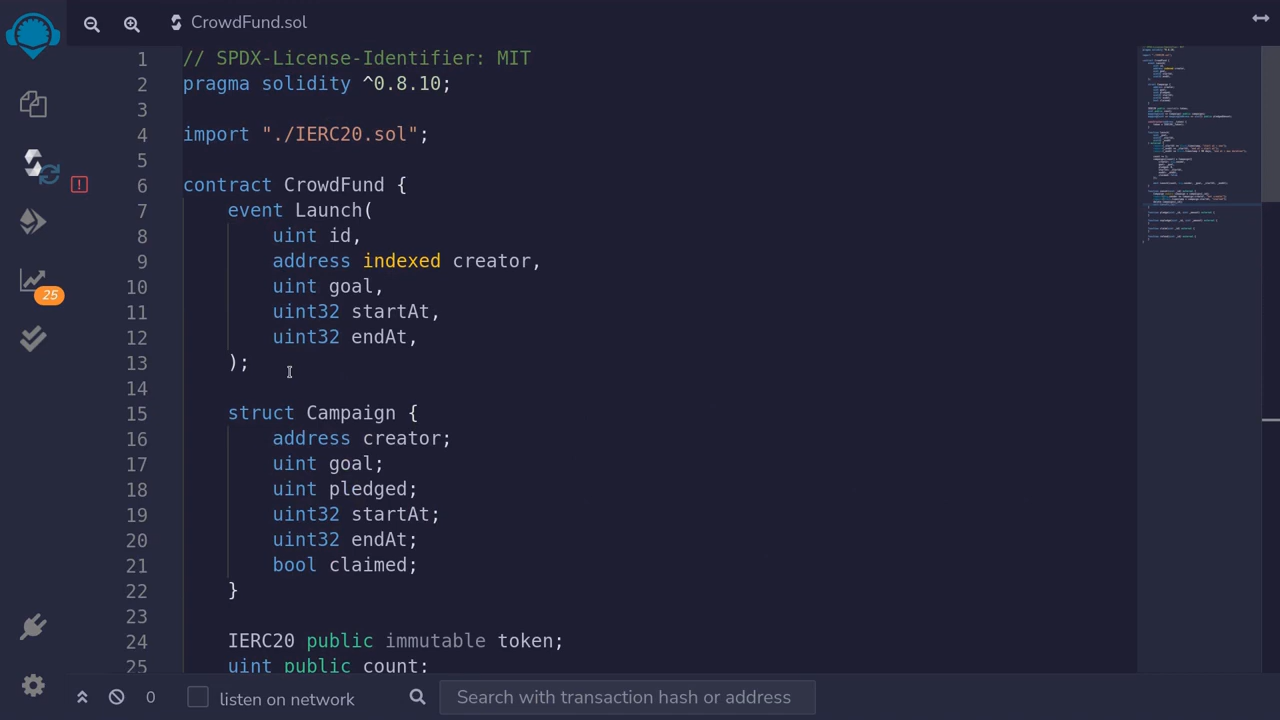 CrowdFund.sol
1 // SPDX-License-Identifier: MIT
2 pragma solidity ^0.8.10;
3
4 import "./IERC20.sol";
5
6 contract CrowdFund {
7 event Launch(
8 uint id,
9 address indexed creator,
10 uint goal,
11 uint32 startAt,
12 uint32 endAt,
13 );
14
15 struct Campaign {
16 address creator;
17 uint goal;
18 uint pledged;
19 uint32 startAt;
20 uint32 endAt;
21 bool claimed;
22 }
23
24 IERC20 public immutable token;
25 uint public count;
25
0 listen on network Search with transaction hash or address